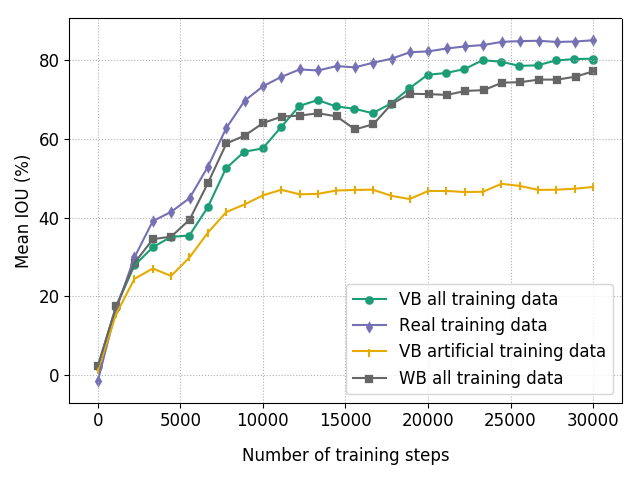 Mean IOU (%)
80
60
40
20
0
VB all training data
Real training data
VB artificial training data
WB all training data
0 5000 10000 15000 20000 25000 30000
Number of training steps